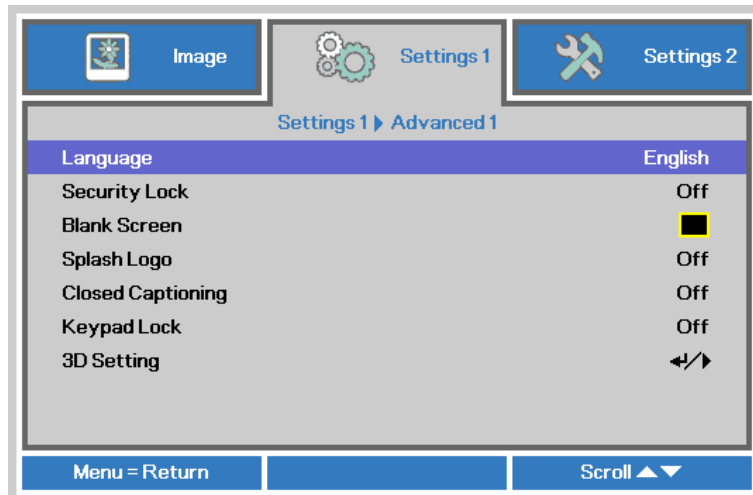 Image Settings 1 Settings 2
Settings 1 Advanced 1
Language English
Security Lock Off
Blank Screen
Splash Logo Off
Closed Captioning Off
Keypad Lock Off
3D Setting
Menu = Return Scroll